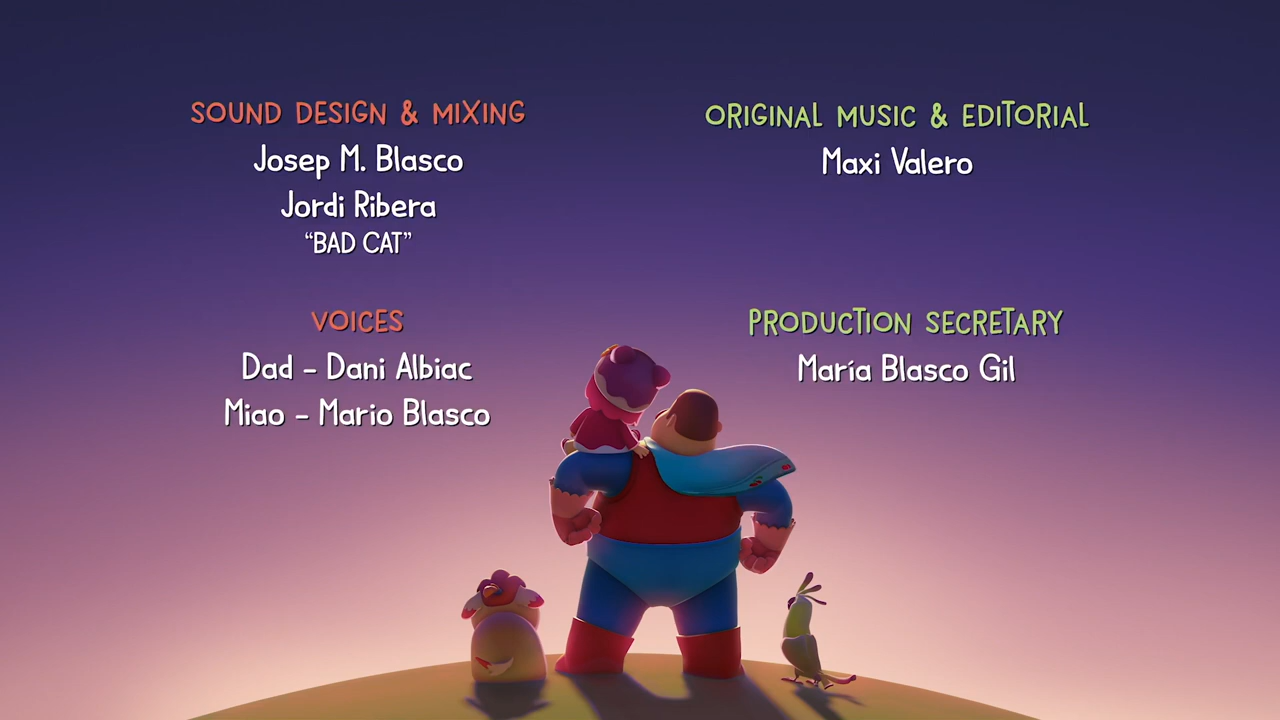 SOUND DESIGN & MIXING
Josep M. Blasco
Jordi Ribera
“BAD CAT”
ORIGINAL MUSIC & EDITORIAL
Maxi Valero
VOICES
Dad - Dani Albiac
Miao - Mario Blasco
PRODUCTION SECRETARY
María Blasco Gil